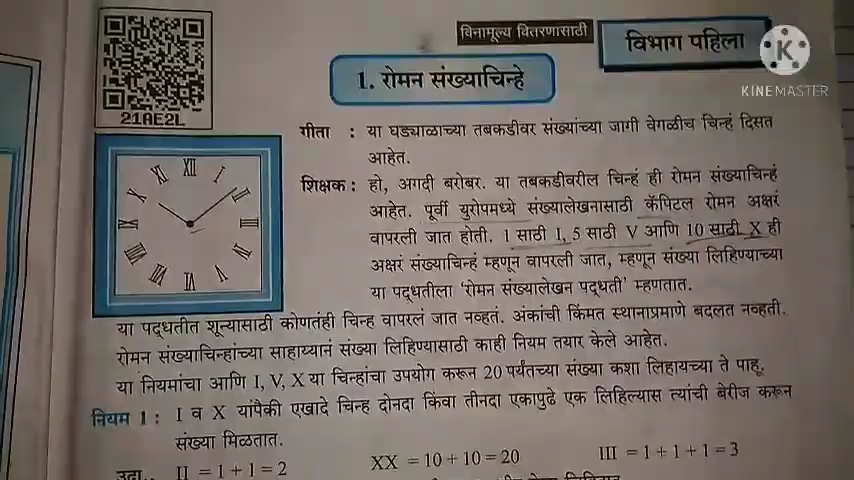 विनामूल्य वितरणासाठी
विभाग पहिला
K
KINEMASTER
1. रोमन संख्याचिन्हे
21AE2L
गीता : या घड्याळाच्या तबकडीवर संख्यांच्या जागी वेगळीच चिन्हं दिसत
आहेत.
शिक्षक : हो, अगदी बरोबर. या तबकडीवरील चिन्हं ही रोमन संख्याचिन्हं
आहेत. पूर्वी युरोपमध्ये संख्यालेखनासाठी कॅपिटल रोमन अक्षरं
वापरली जात होती. 1 साठी I, 5 साठी V आणि 10 साठी X ही
अक्षरं संख्याचिन्हं म्हणून वापरली जात, म्हणून संख्या लिहिण्याच्या
या पद्धतीला ‘रोमन संख्यालेखन पद्धती’ म्हणतात.
या पद्धतीत शून्यासाठी कोणतंही चिन्ह वापरलं जात नव्हतं. अंकांची किंमत स्थानाप्रमाणे बदलत नव्हती.
रोमन संख्याचिन्हांच्या साहाय्यानं संख्या लिहिण्यासाठी काही नियम तयार केले आहेत.
या नियमांचा आणि I, V, X या चिन्हांचा उपयोग करून 20 पर्यंतच्या संख्या कशा लिहायच्या ते पाहू.
नियम 1 : I व X यांपैकी एखादे चिन्ह दोनदा किंवा तीनदा एकापुढे एक लिहिल्यास त्यांची बेरीज करून
संख्या मिळतात.
उदा., II = 1 + 1 = 2 XX = 10 + 10 = 20 III = 1 + 1 + 1 = 3